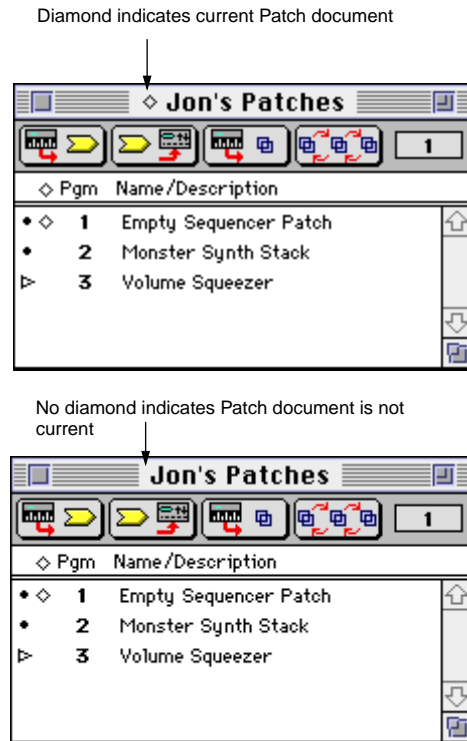 Diamond indicates current Patch document
◇ Jon's Patches
1
◇ Pgm Name/Description
• ◇ 1 Empty Sequencer Patch
• 2 Monster Synth Stack
▷ 3 Volume Squeezer
No diamond indicates Patch document is not
current
Jon's Patches
1
◇ Pgm Name/Description
• ◇ 1 Empty Sequencer Patch
• 2 Monster Synth Stack
▷ 3 Volume Squeezer